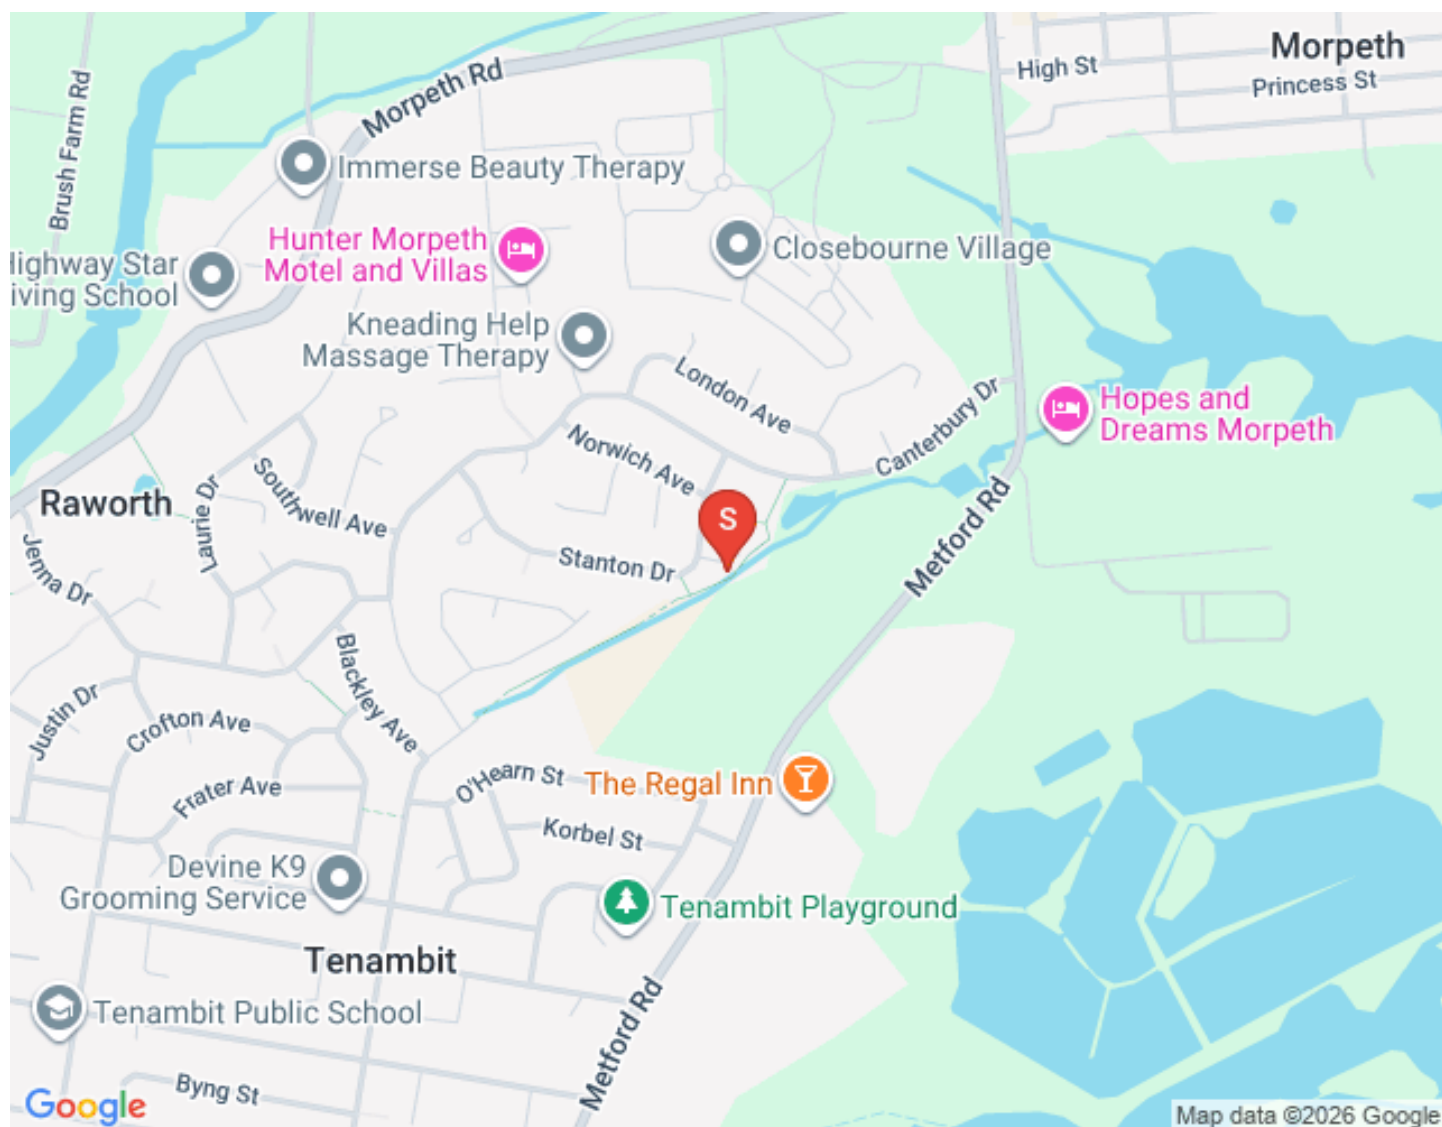 Morpeth
High St
Princess St
Morpeth Rd
Brush Farm Rd
Immerse Beauty Therapy
Hunter Morpeth
Motel and Villas
Closebourne Village
Highway Star
iving School
Kneading Help
Massage Therapy
London Ave
Canterbury Dr
Hopes and
Dreams Morpeth
Norwich Ave
Southwell Ave
Raworth
Laurie Dr
S
Metford Rd
Stanton Dr
Jenna Dr
Blackley Ave
Justin Dr
Crofton Ave
O'Hearn St
The Regal Inn
Frater Ave
Korbel St
Devine K9
Grooming Service
Tenambit Playground
Tenambit
Metford Rd
Tenambit Public School
Byng St
Google
Map data ©2026 Google